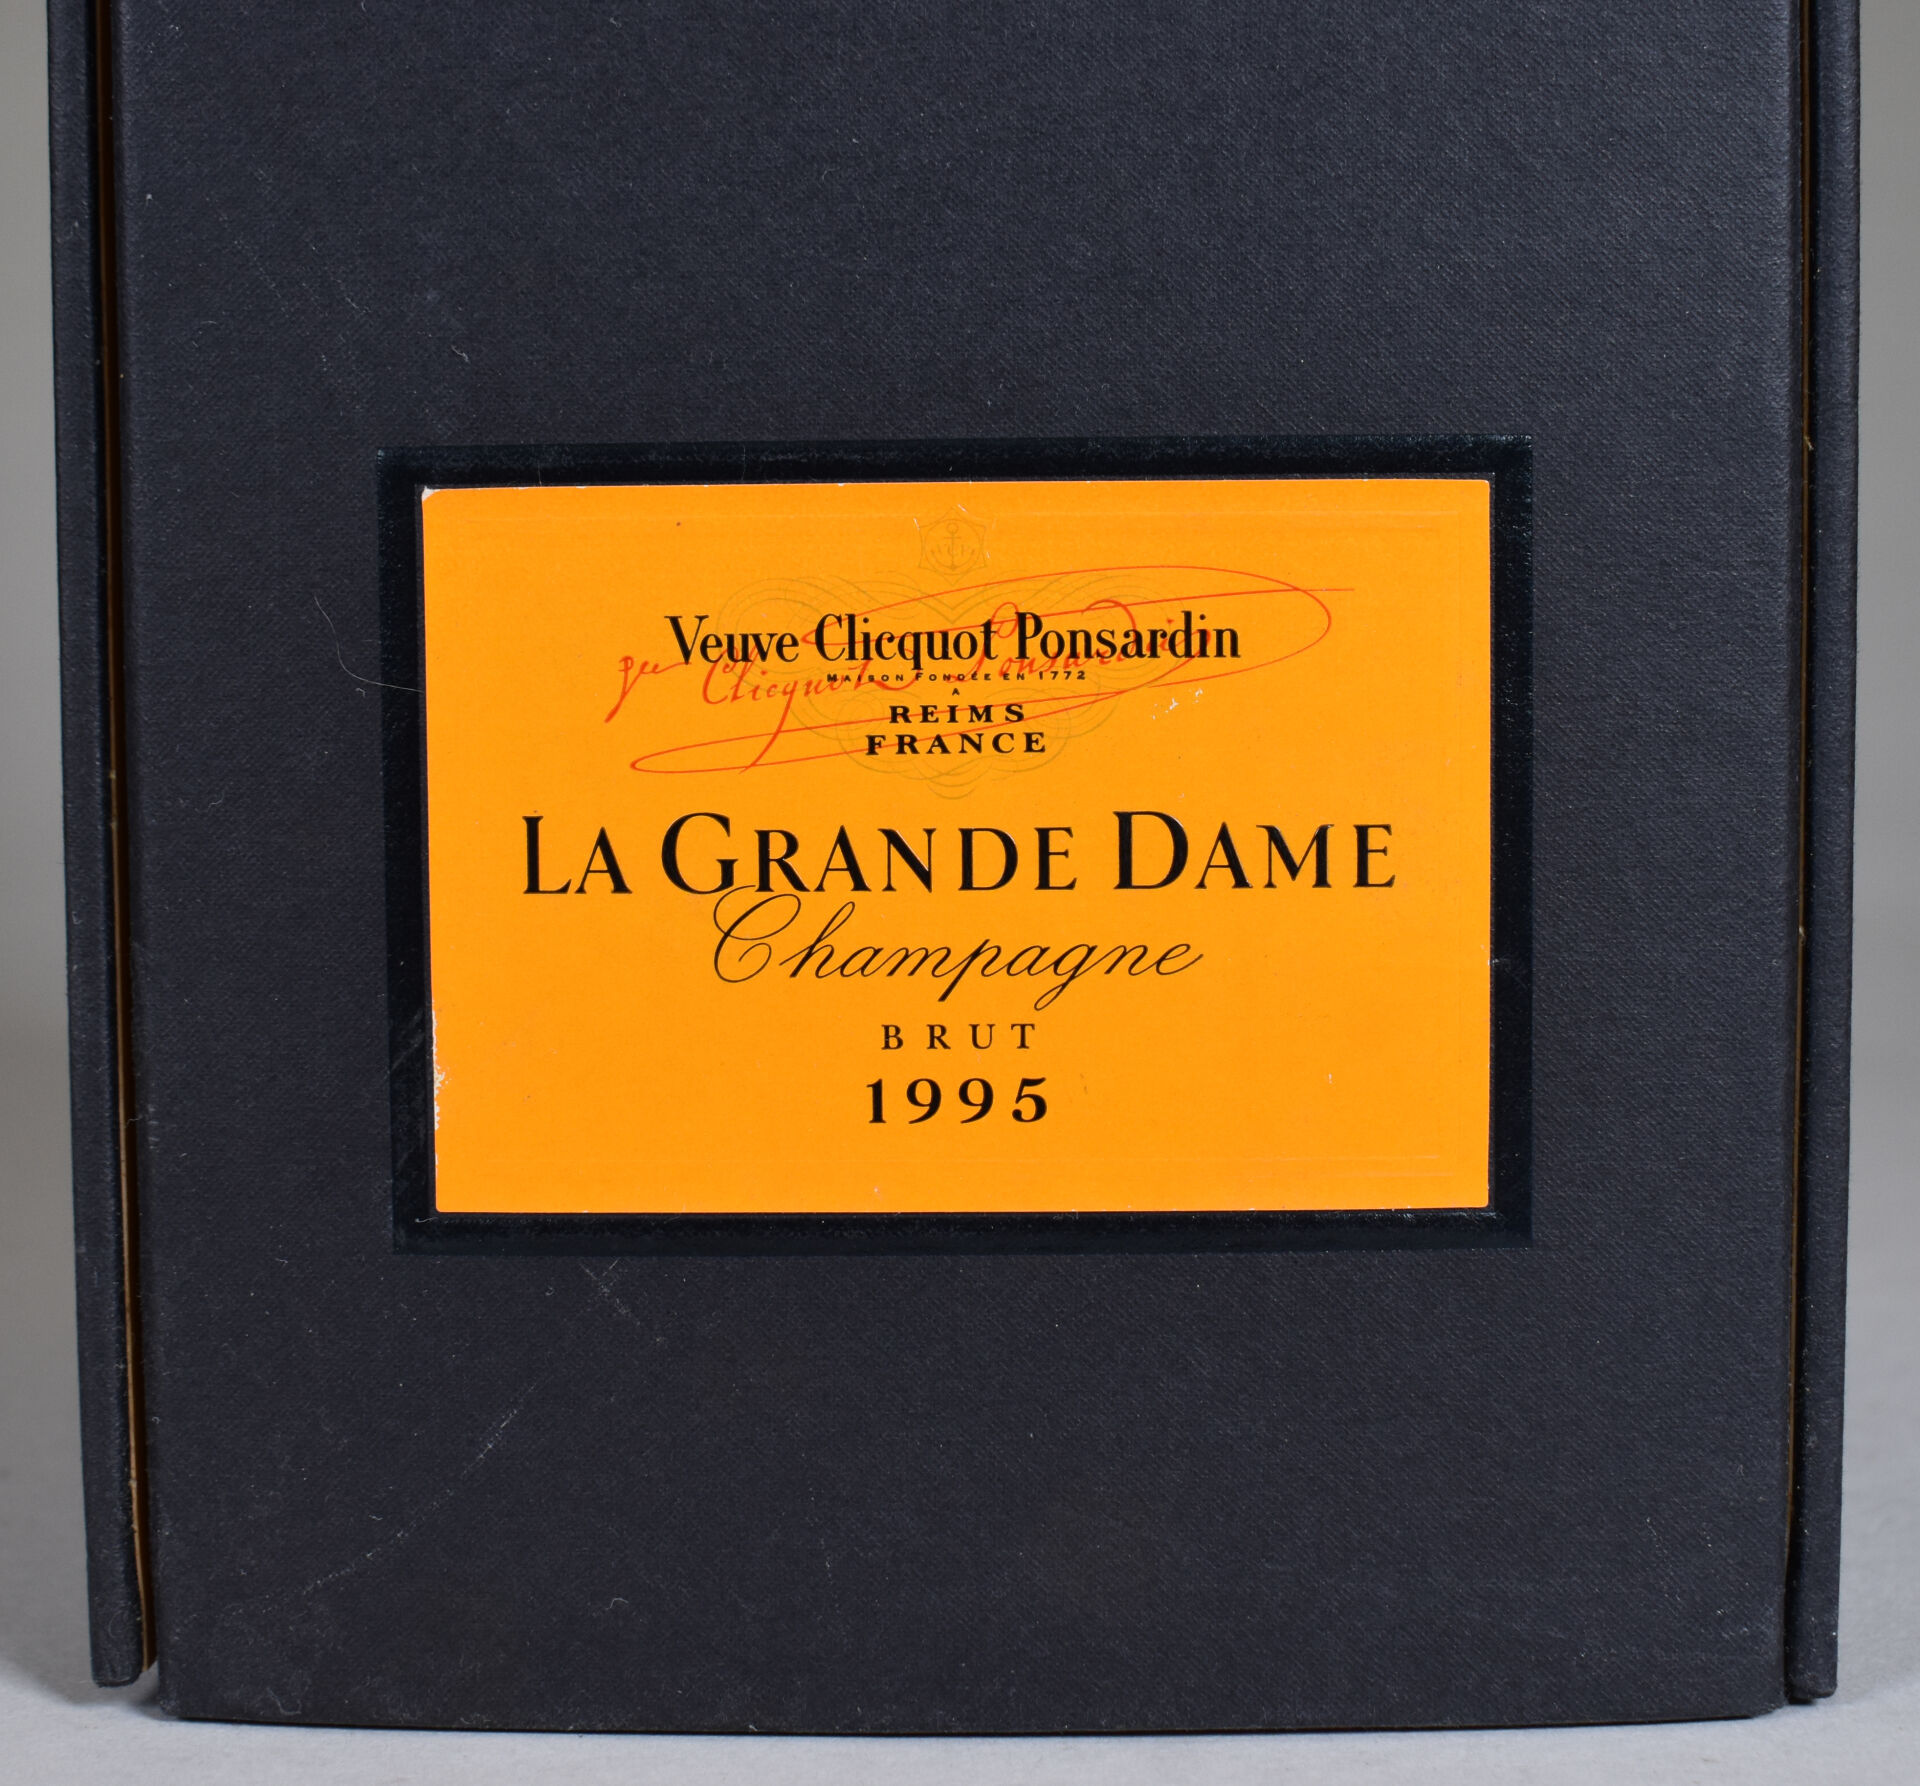 Veuve Clicquot Ponsardin
MAISON FONDÉE EN 1772
A
REIMS
FRANCE
LA GRANDE DAME
Champagne
BRUT
1995